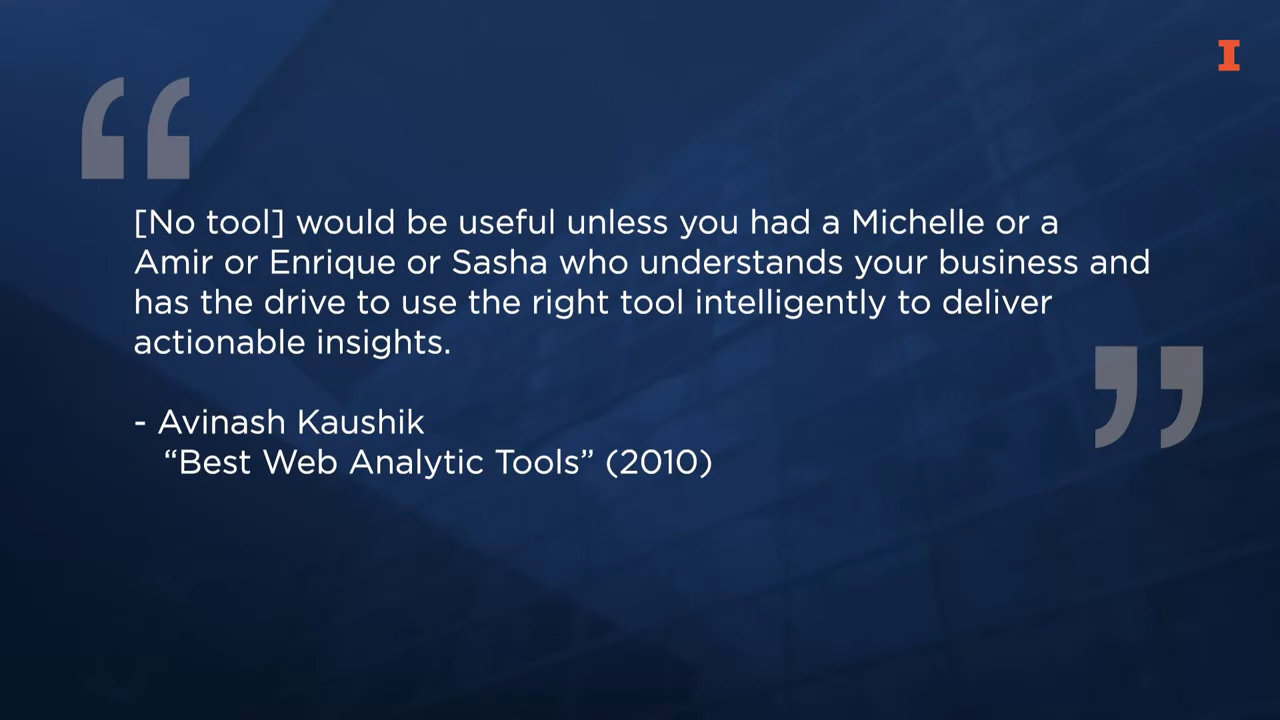 I
[No tool] would be useful unless you had a Michelle or a
Amir or Enrique or Sasha who understands your business and
has the drive to use the right tool intelligently to deliver
actionable insights.
- Avinash Kaushik
“Best Web Analytic Tools” (2010)